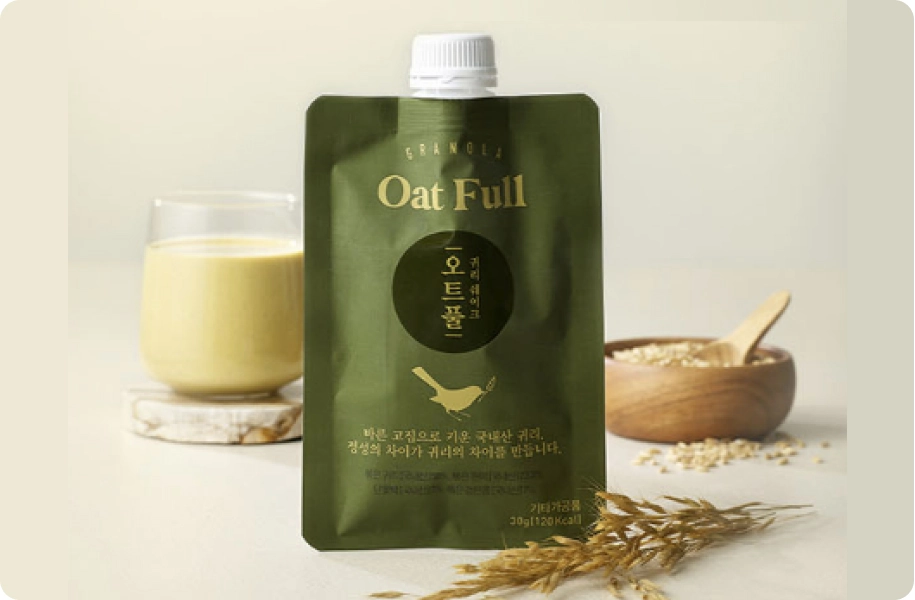 GRANOLA
Oat Full
오트풀
귀리 쉐이크
바른 고집으로 키운 국내산 귀리,
정성의 차이가 귀리의 차이를 만듭니다.
기타가공품
30g[120Kcal]